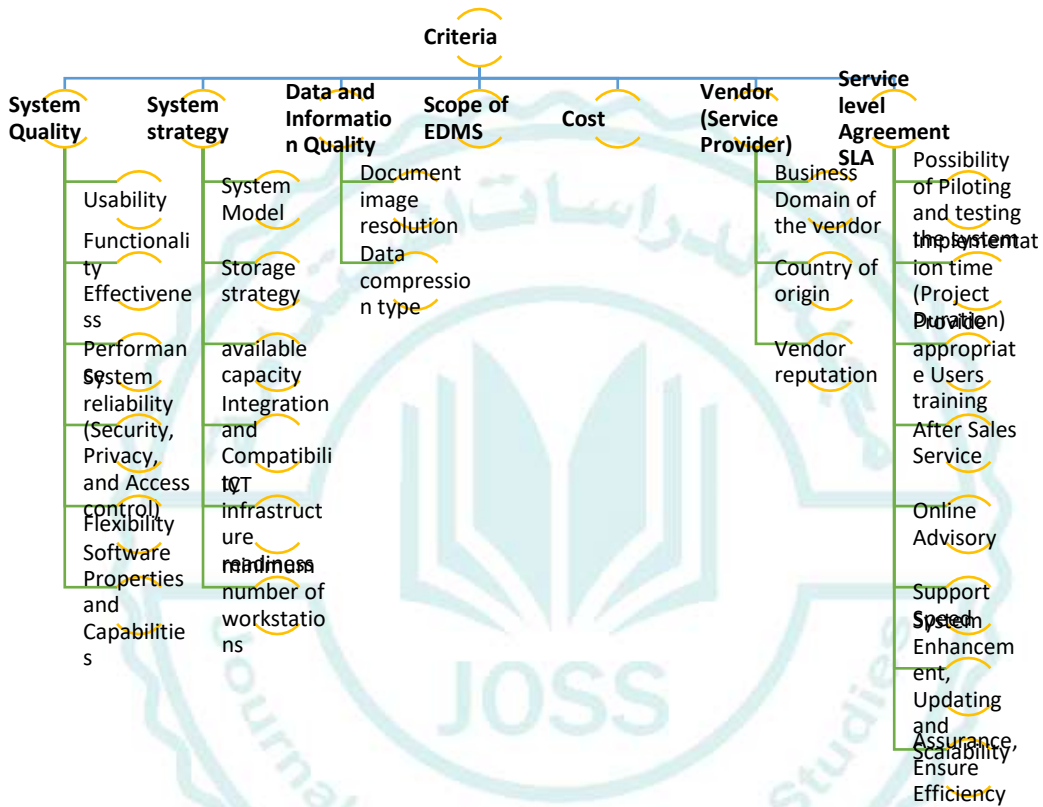 Criteria
System
Quality
System
strategy
Data and
Informatio
n Quality
Scope of
EDMS
Cost
Vendor
(Service
Provider)
Service
level
Agreement
SLA
Usability
Functionali
ty
Effectivene
ss
Performan
ce
System
reliability
(Security,
Privacy,
and Access
control)
Flexibility
Software
Properties
and
Capabilitie
s
System
Model
Storage
strategy
available
capacity
Integration
and
Compatibili
ty
ICT
infrastruct
ure
readiness
minimum
number of
workstatio
ns
Document
image
resolution
Data
compressio
n type
Business
Domain of
the vendor
Country of
origin
Vendor
reputation
Possibility
of Piloting
and testing
the system
Implementat
ion time
(Project
Duration)
Provide
appropriat
e Users
training
After Sales
Service
Online
Advisory
Support
Speed
System
Enhancem
ent,
Updating
and
Scalability
Assurance,
Ensure
Efficiency
JOSS
Journal
Studies